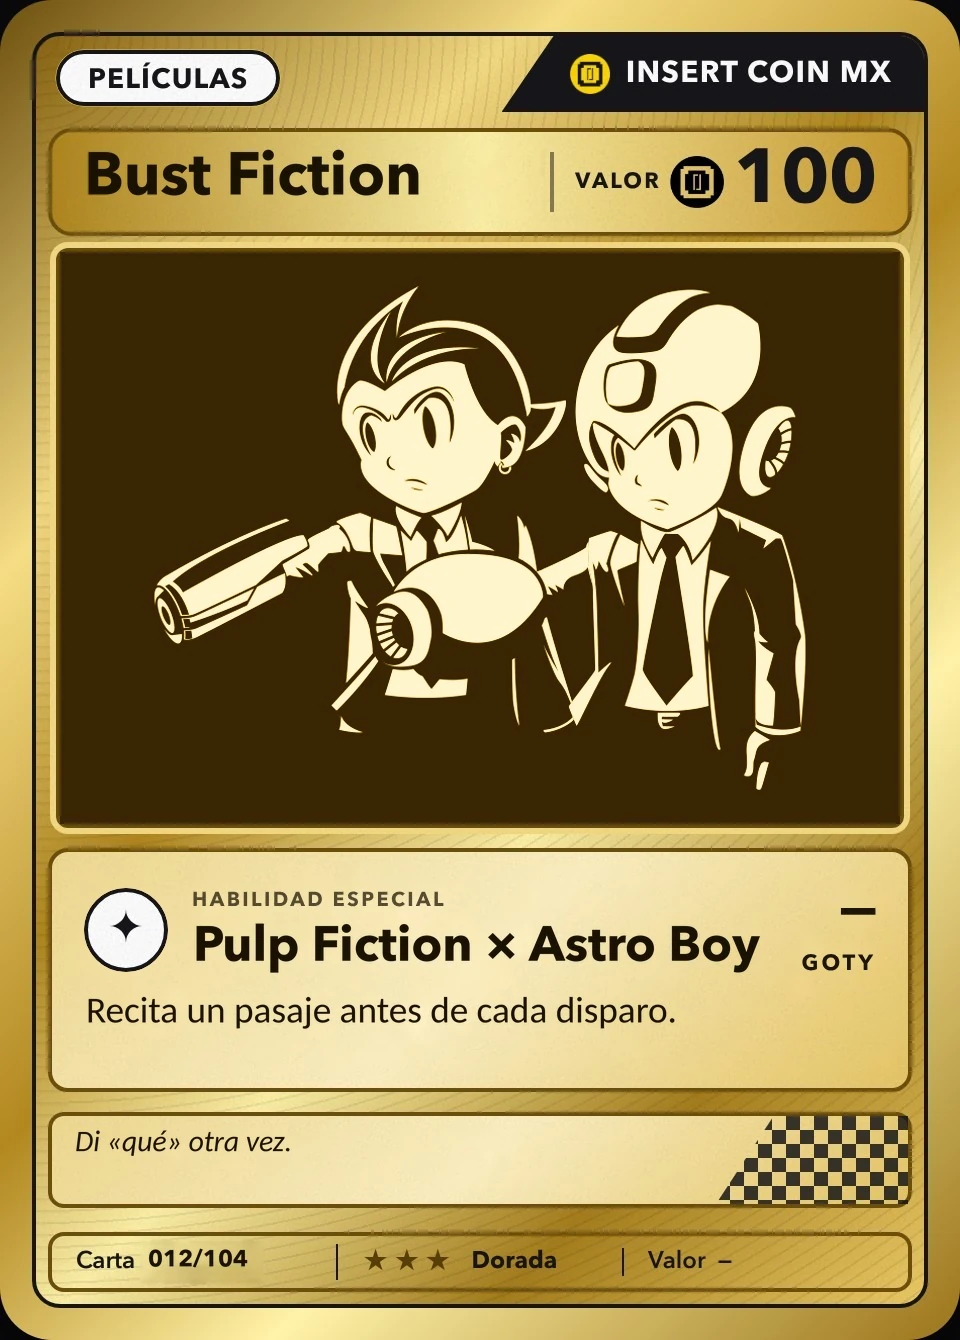 PELÍCULAS
INSERT COIN MX
Bust Fiction
VALOR 100
HABILIDAD ESPECIAL
Pulp Fiction × Astro Boy
–
GOTY
Recita un pasaje antes de cada disparo.
Di «qué» otra vez.
Carta 012/104
★★★ Dorada
Valor –